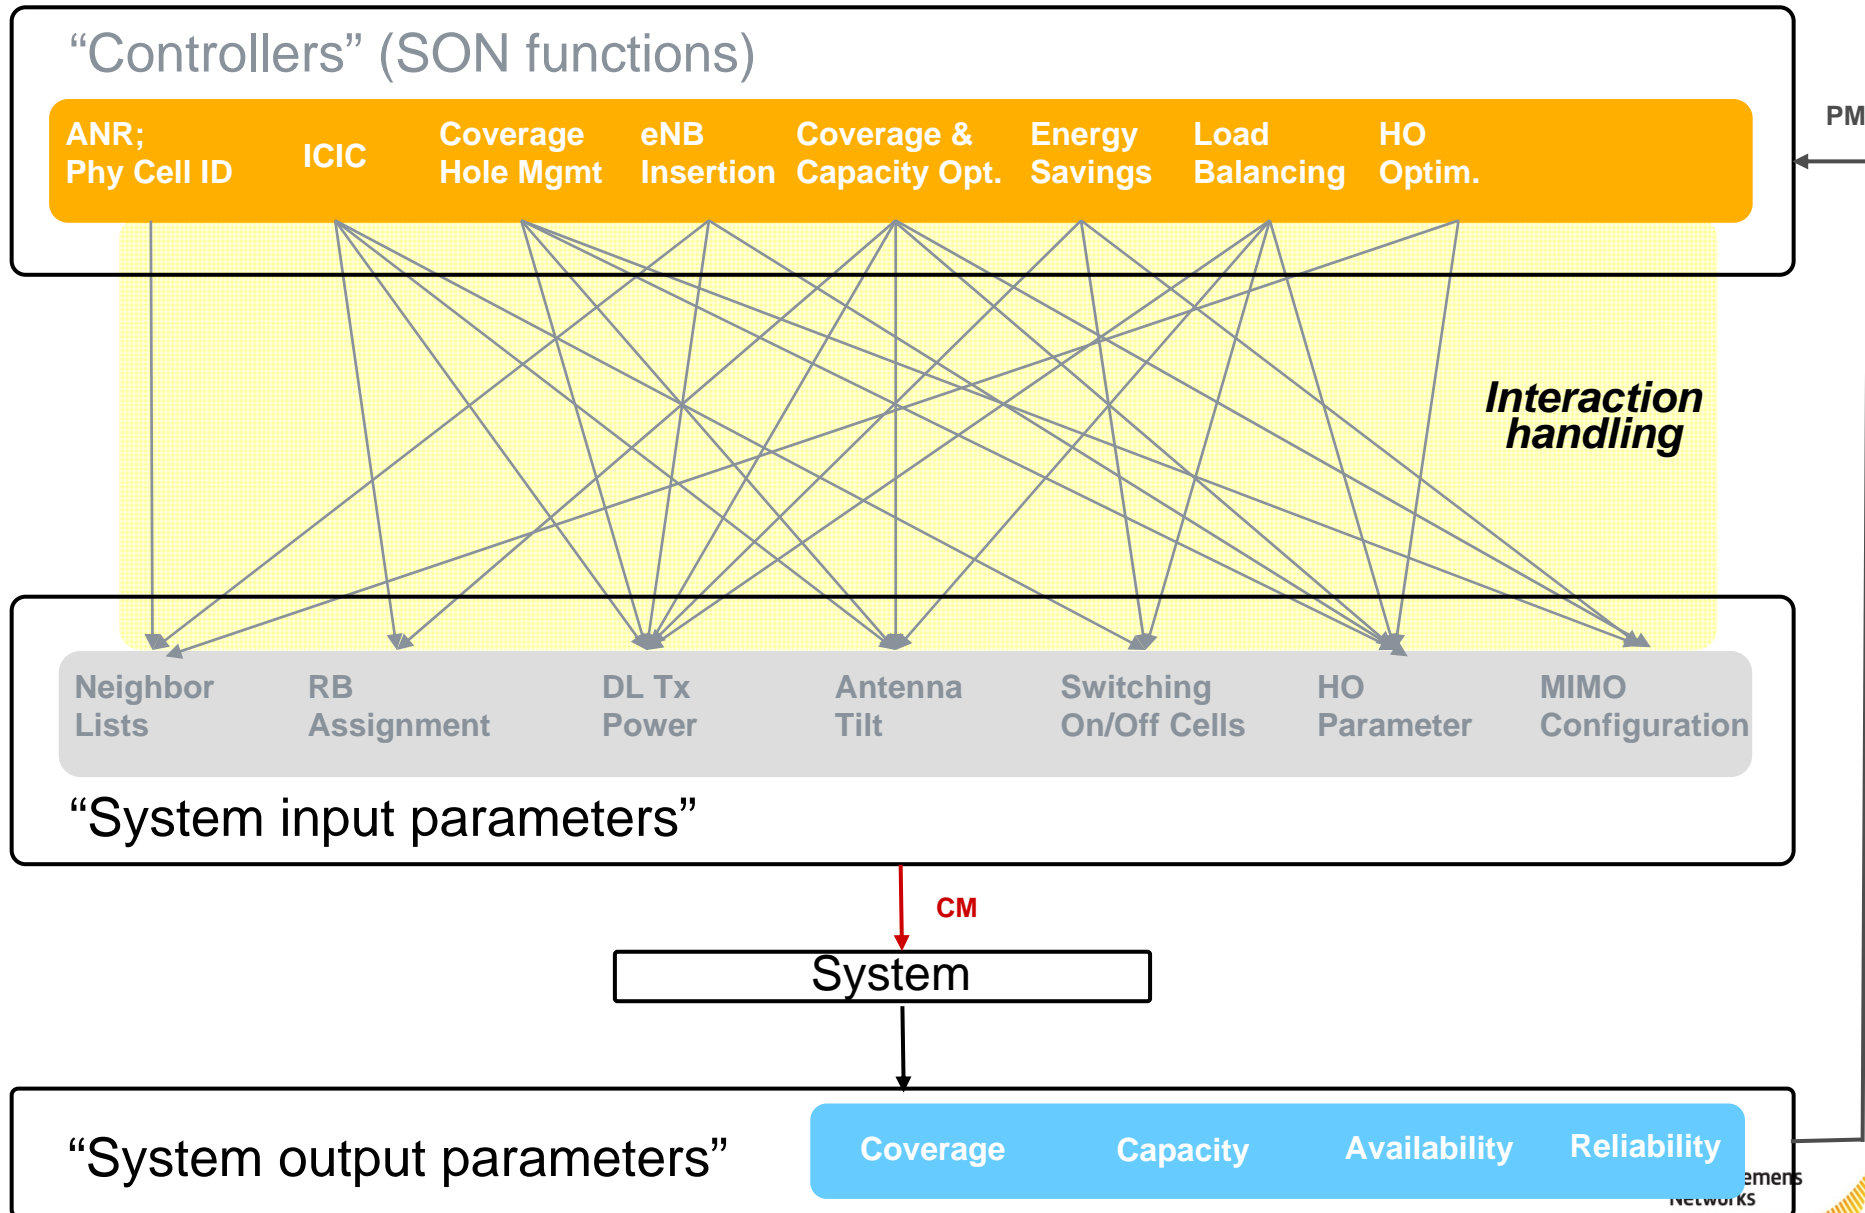 “Controllers” (SON functions)
PM
ANR;
Phy Cell ID
ICIC
Coverage
Hole Mgmt
eNB
Insertion
Coverage &
Capacity Opt.
Energy
Savings
Load
Balancing
HO
Optim.
Interaction
handling
Neighbor
Lists
RB
Assignment
DL Tx
Power
Antenna
Tilt
Switching
On/Off Cells
HO
Parameter
MIMO
Configuration
“System input parameters”
CM
System
“System output parameters”
Coverage
Capacity
Availability
Reliability
emens
Networks